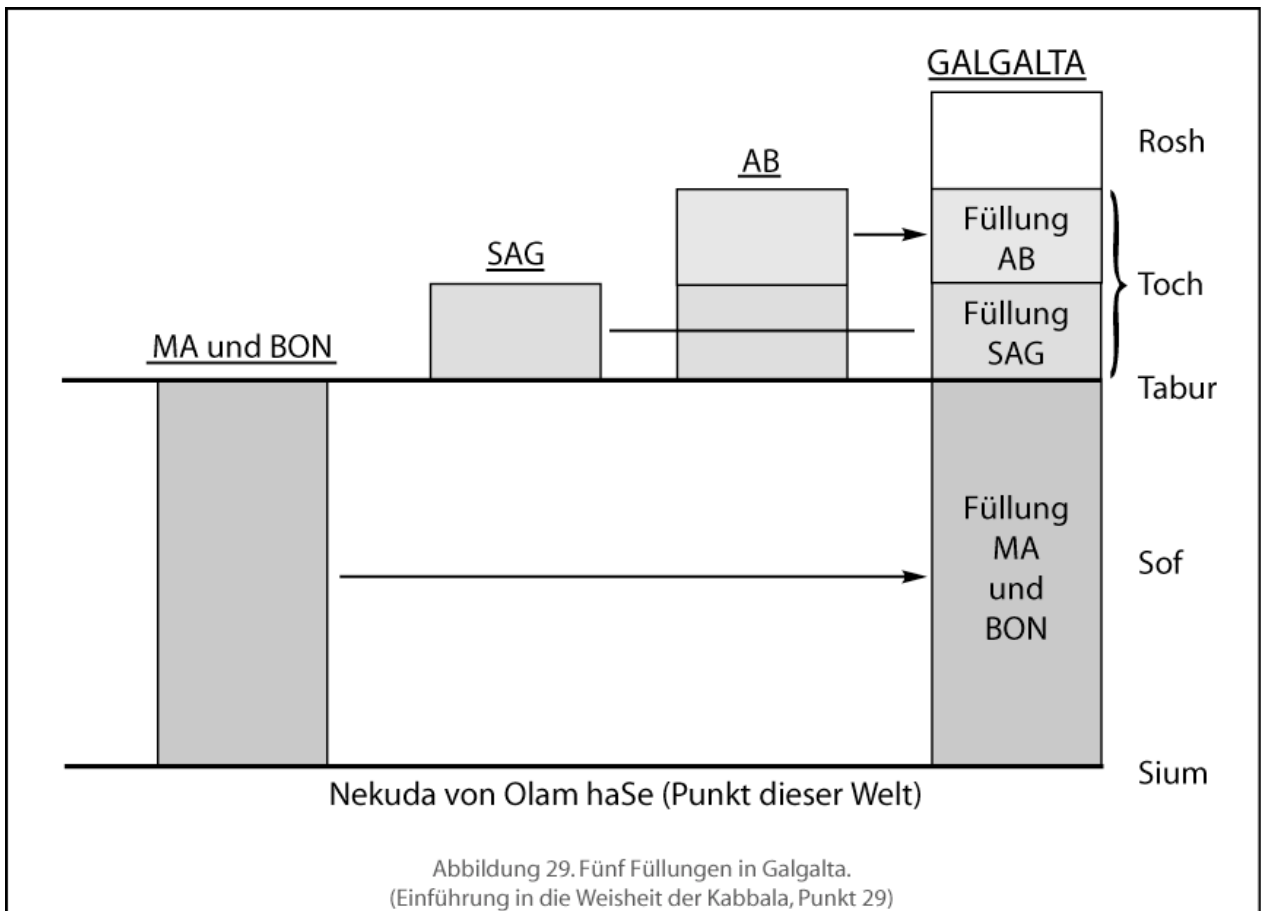 GALGALTA
Rosh
AB
Füllung
AB
SAG
Toch
Füllung
SAG
MA und BON
Tabur
Füllung
MA
und
BON
Sof
Sium
Nekuda von Olam haSe (Punkt dieser Welt)
Abbildung 29. Fünf Füllungen in Galgalta.
(Einführung in die Weisheit der Kabbala, Punkt 29)